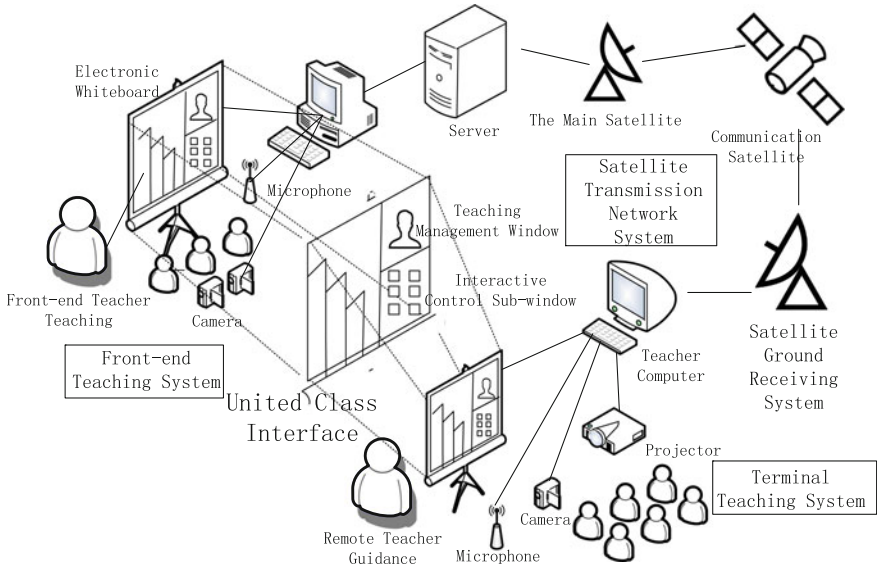 Electronic
Whiteboard
Server
The Main Satellite
Communication
Satellite
Microphone
Satellite
Transmission
Network
System
Teaching
Management Window
Interactive
Control Sub-window
Front-end Teacher
Teaching
Camera
Front-end
Teaching System
United Class
Interface
Teacher
Computer
Satellite
Ground
Receiving
System
Projector
Terminal
Teaching System
Camera
Remote Teacher
Guidance
Microphone